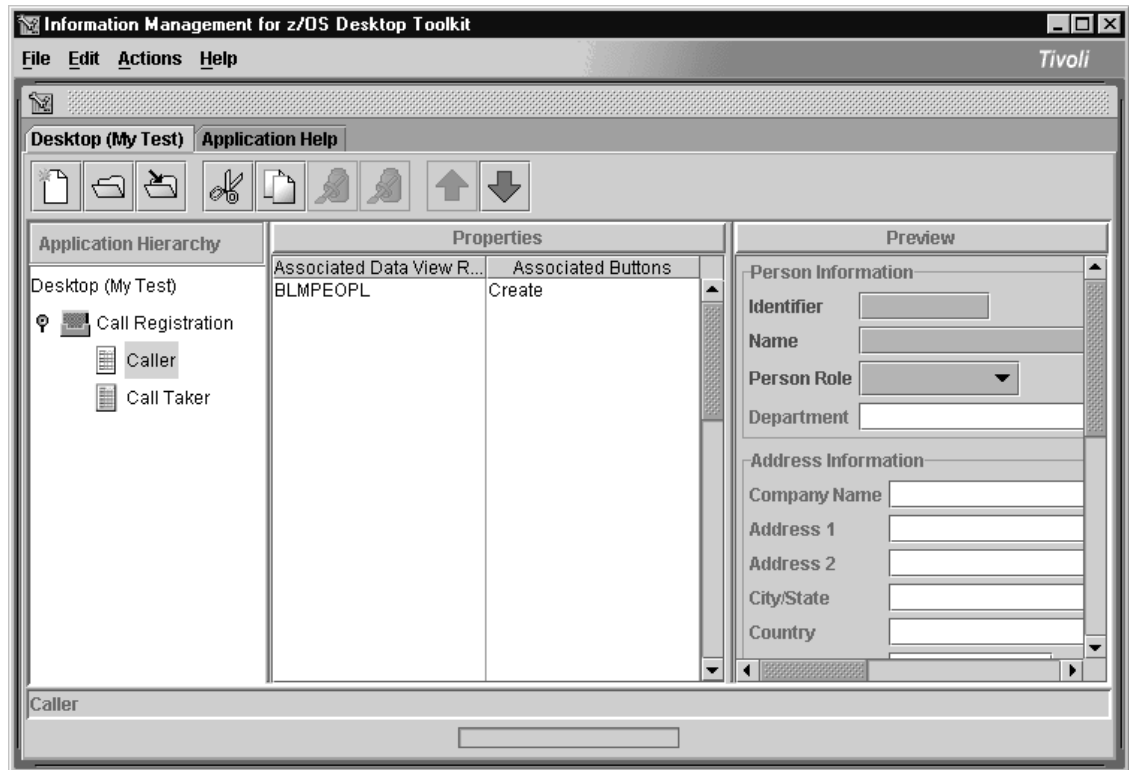 Information Management for z/OS Desktop Toolkit
File Edit Actions Help
Tivoli
Desktop (My Test) Application Help
Application Hierarchy
Desktop (My Test)
Call Registration
Caller
Call Taker
Properties
Associated Data View R... Associated Buttons
BLMPEOPL Create
Preview
Person Information
Identifier
Name
Person Role
Department
Address Information
Company Name
Address 1
Address 2
City/State
Country
Caller